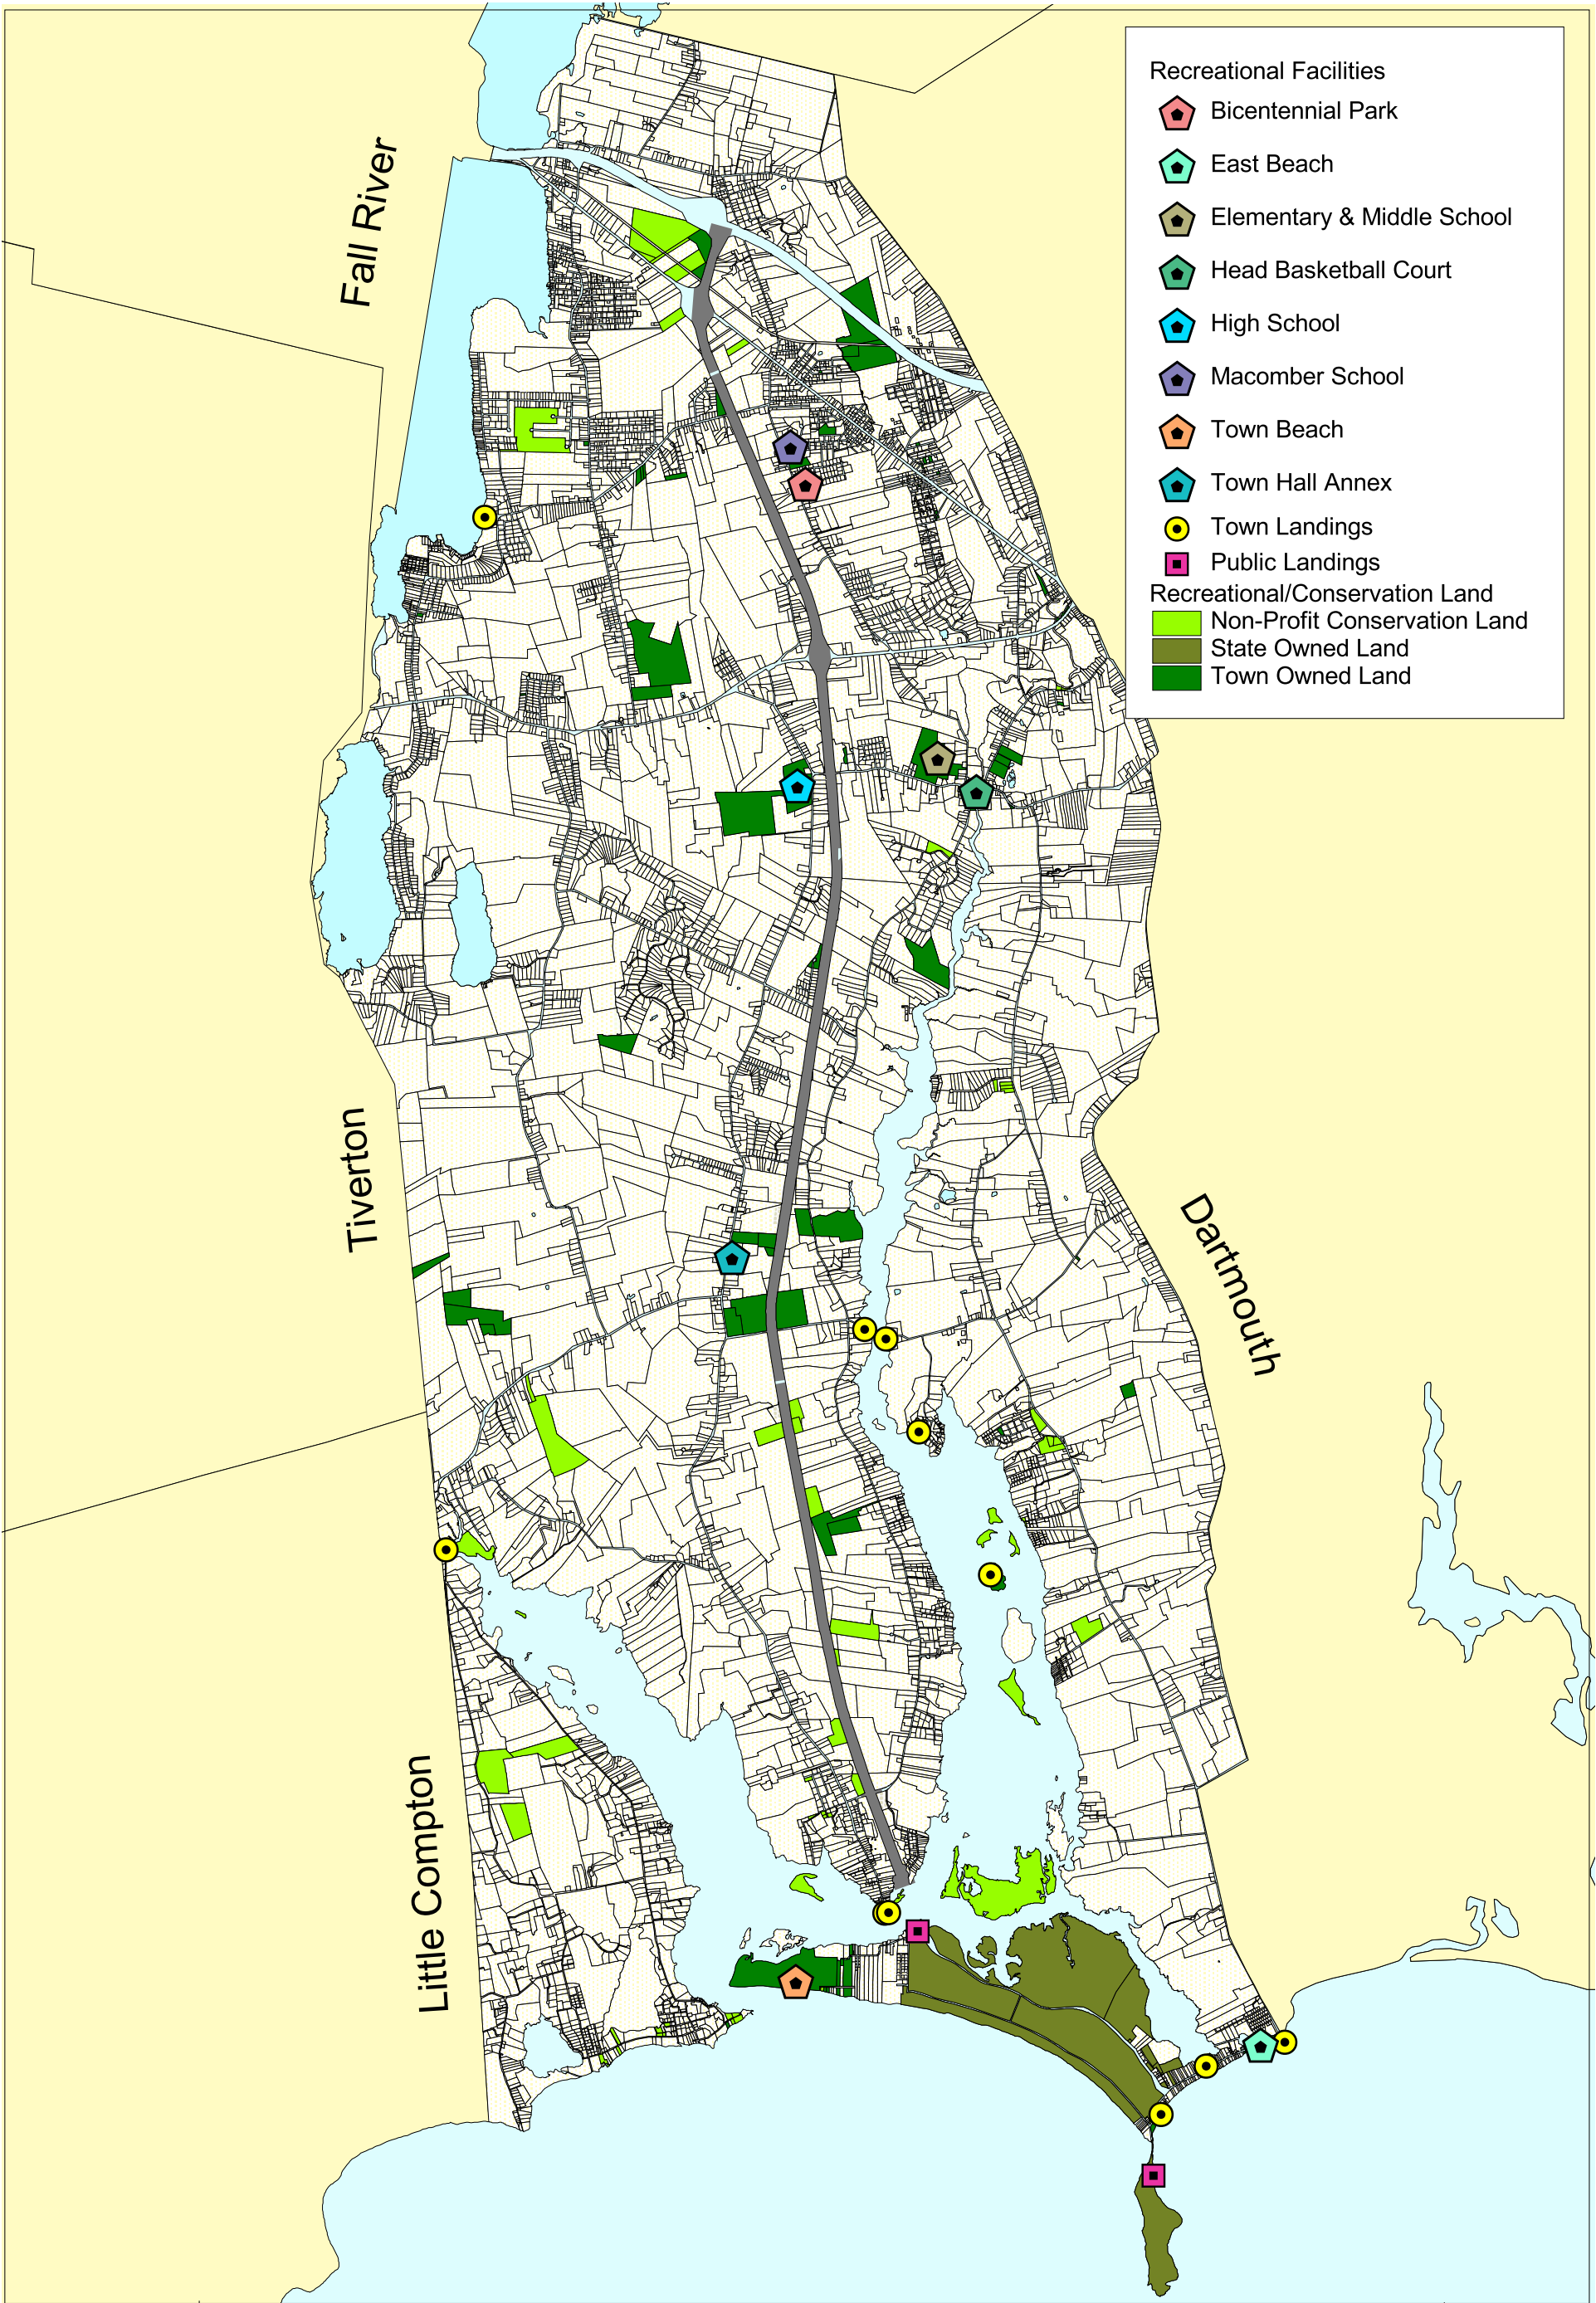 Recreational Facilities
Bicentennial Park
East Beach
Elementary & Middle School
Head Basketball Court
High School
Macomber School
Town Beach
Town Hall Annex
Town Landings
Public Landings
Recreational/Conservation Land
Non-Profit Conservation Land
State Owned Land
Town Owned Land
Fall River
Tiverton
Dartmouth
Little Compton